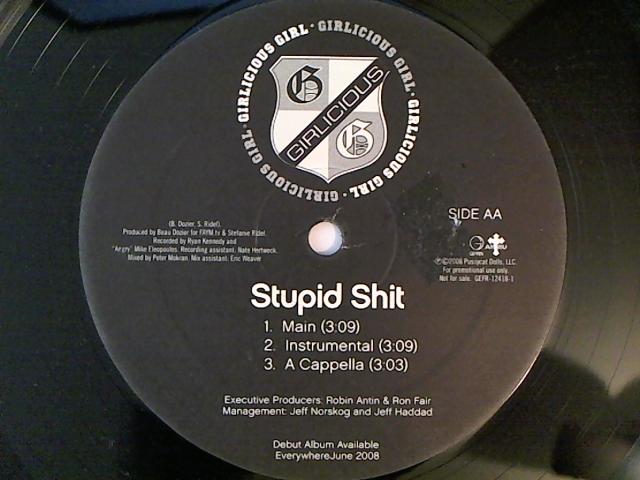 GIRLICIOUS GIRL · GIRLICIOUS GIRL · GIRLICIOUS GIRL · GIRLICIOUS GIRL ·
G
GIRLICIOUS
G
SIDE AA
(B. Dozier, S. Ridel).
Produced by Beau Dozier for FAYM.tv & Stefanie Ridel.
Recorded by Ryan Kennedy and
"Angry" Mike Eleopoulos. Recording assistant: Nate Hertweck.
Mixed by Peter Mokran. Mix assistant: Eric Weaver
G
GEFFEN
℗©2008 Pussycat Dolls, LLC.
For promotional use only.
Not for sale. GEFR-12418-1
Stupid Shit
1. Main (3:09)
2. Instrumental (3:09)
3. A Cappella (3:03)
Executive Producers: Robin Antin & Ron Fair
Management: Jeff Norskog and Jeff Haddad
Debut Album Available
EverywhereJune 2008